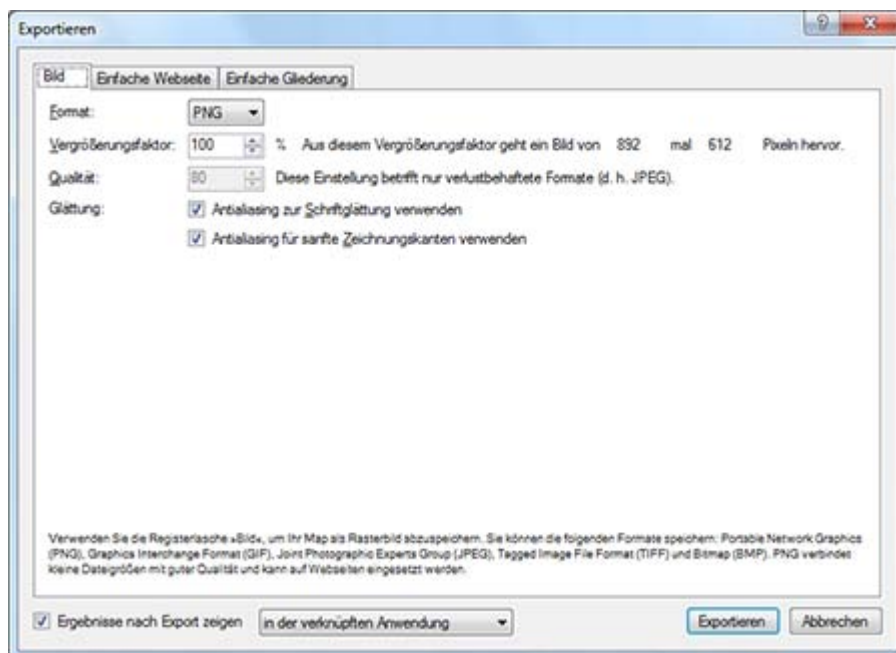 Exportieren
Bild Einfache Webseite Einfache Gliederung
Format: PNG
Vergrößerungsfaktor: 100 % Aus diesem Vergrößerungsfaktor geht ein Bild von 892 mal 612 Pixeln hervor.
Qualität: 80 Diese Einstellung betrifft nur verlustbehaftete Formate (d. h. JPEG).
Glättung: Antialiasing zur Schriftglättung verwenden
Antialiasing für sanfte Zeichnungskanten verwenden
Verwenden Sie die Registerlasche »Bild«, um Ihr Map als Rasterbild abzuspeichern. Sie können die folgenden Formate speichern: Portable Network Graphics
(PNG), Graphics Interchange Format (GIF), Joint Photographic Experts Group (JPEG), Tagged Image File Format (TIFF) und Bitmap (BMP). PNG verbindet
kleine Dateigrößen mit guter Qualität und kann auf Webseiten eingesetzt werden.
Ergebnisse nach Export zeigen in der verknüpften Anwendung Exportieren Abbrechen